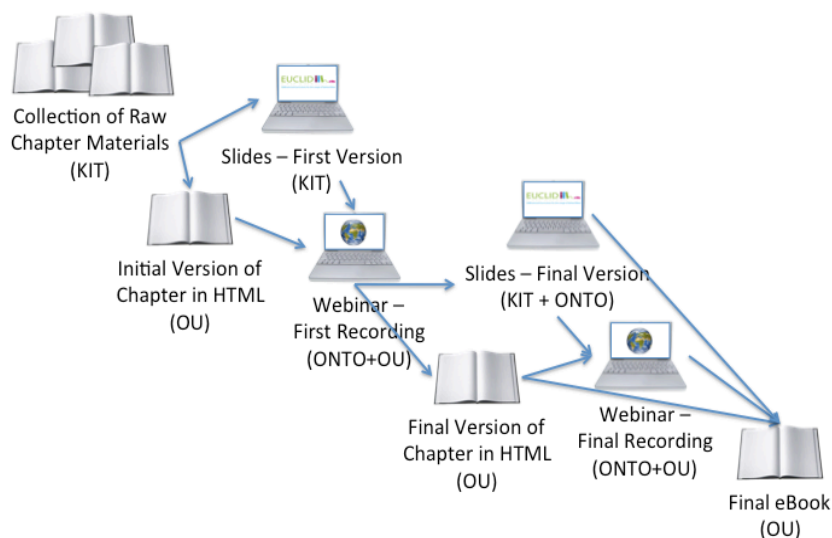 EUCLID
Collection of Raw
Chapter Materials
(KIT)
Slides – First Version
(KIT)
Initial Version of
Chapter in HTML
(OU)
Webinar –
First Recording
(ONTO+OU)
EUCLID
Slides – Final Version
(KIT + ONTO)
Final Version of
Chapter in HTML
(OU)
Webinar –
Final Recording
(ONTO+OU)
Final eBook
(OU)